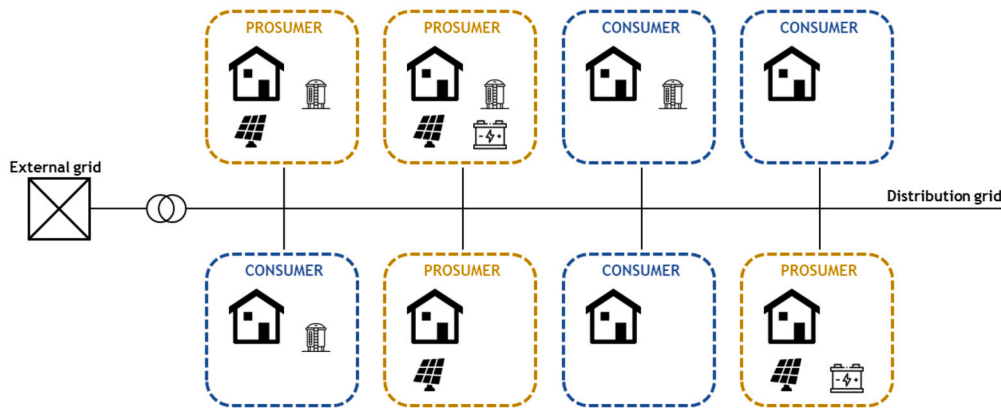 PROSUMER
PROSUMER
CONSUMER
CONSUMER
External grid
Distribution grid
CONSUMER
PROSUMER
CONSUMER
PROSUMER